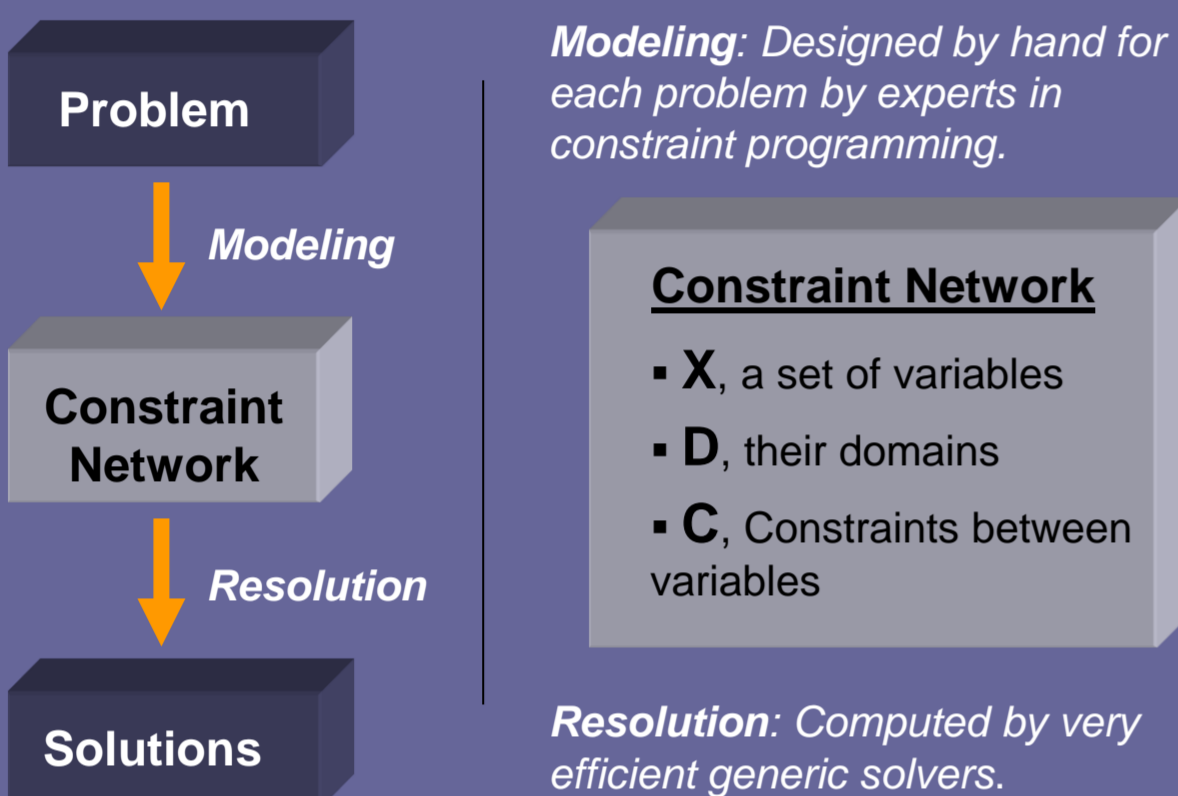 Problem
Modeling
Constraint
Network
Resolution
Solutions
Modeling: Designed by hand for
each problem by experts in
constraint programming.
Constraint Network
▪ X, a set of variables
▪ D, their domains
▪ C, Constraints between
variables
Resolution: Computed by very
efficient generic solvers.